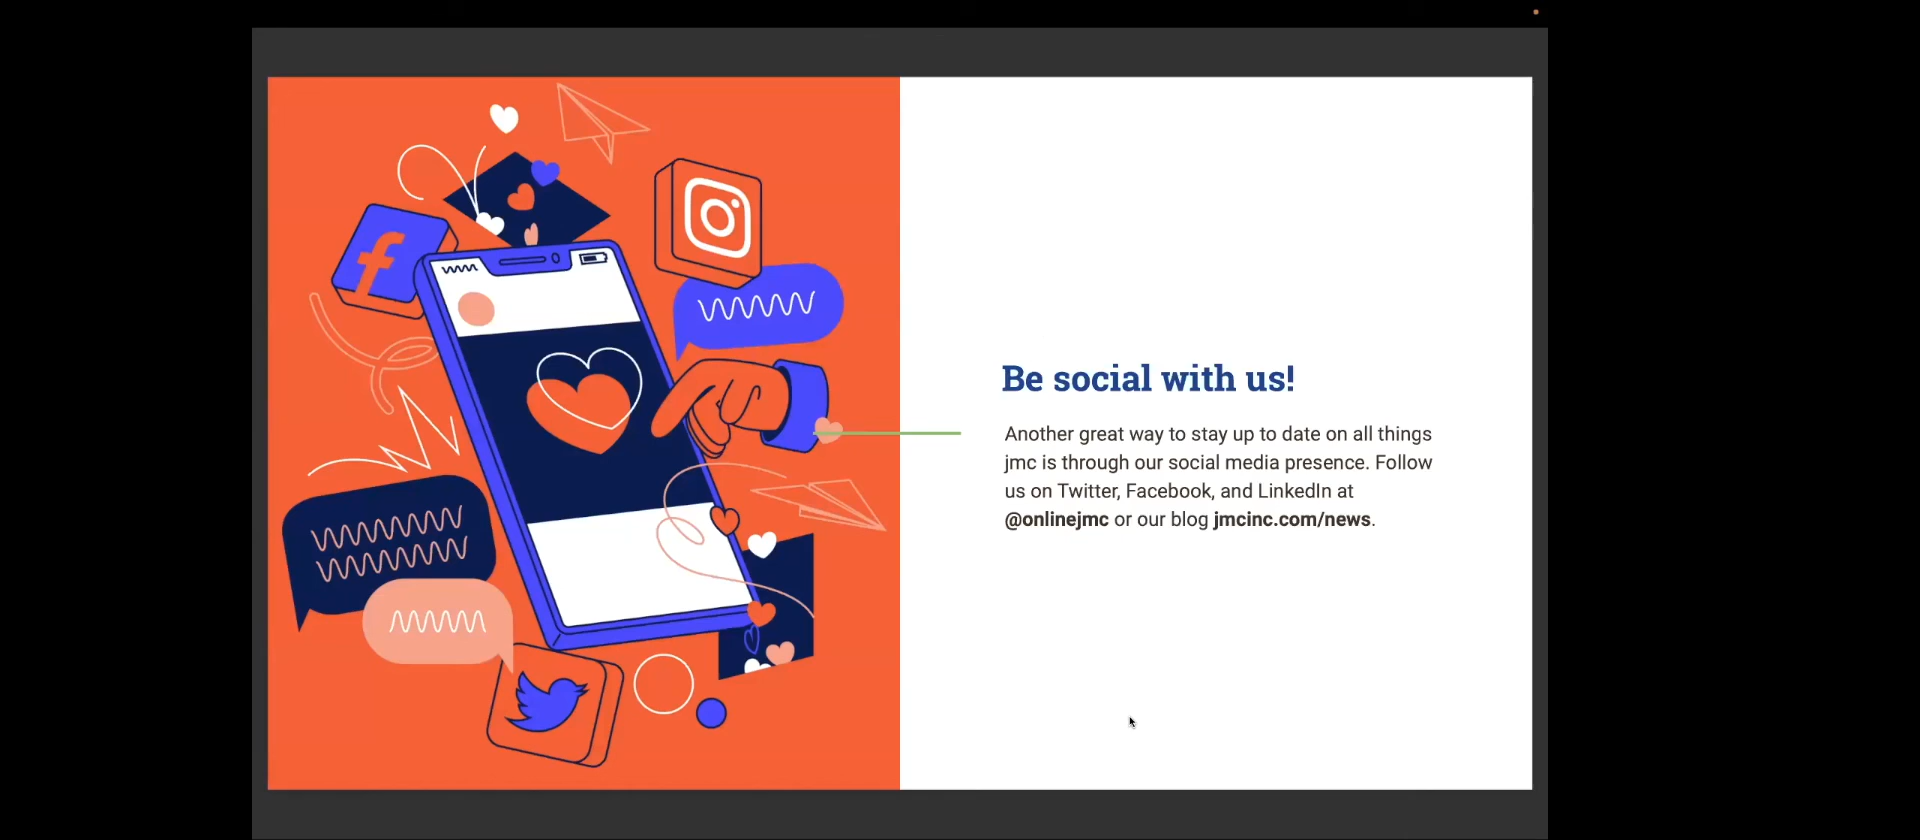 Be social with us!
Another great way to stay up to date on all things
jmc is through our social media presence. Follow
us on Twitter, Facebook, and LinkedIn at
@onlinejmc or our blog jmcinc.com/news.